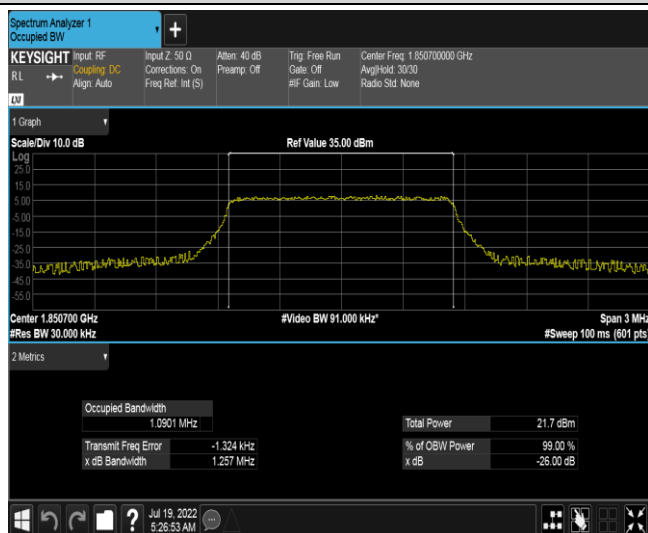 Spectrum Analyzer 1
Occupied BW
+
KEYSIGHT
RL
LXI
Input: RF
Coupling: DC
Align: Auto
Input Z: 50 Ω
Corrections: On
Freq Ref: Int (S)
Atten: 40 dB
Preamp: Off
Trig: Free Run
Gate: Off
#IF Gain: Low
Center Freq: 1.850700000 GHz
Avg|Hold: 30/30
Radio Std: None
1 Graph
Scale/Div 10.0 dB
Ref Value 35.00 dBm
Log
25.0
15.0
5.00
-5.00
-15.0
-25.0
-35.0
-45.0
-55.0
Center 1.850700 GHz
#Video BW 91.000 kHz*
Span 3 MHz
#Res BW 30.000 kHz
#Sweep 100 ms (601 pts)
2 Metrics
Occupied Bandwidth
1.0901 MHz
Total Power 21.7 dBm
Transmit Freq Error -1.324 kHz
% of OBW Power 99.00 %
x dB Bandwidth 1.257 MHz
x dB -26.00 dB
?
Jul 19, 2022
5:26:53 AM